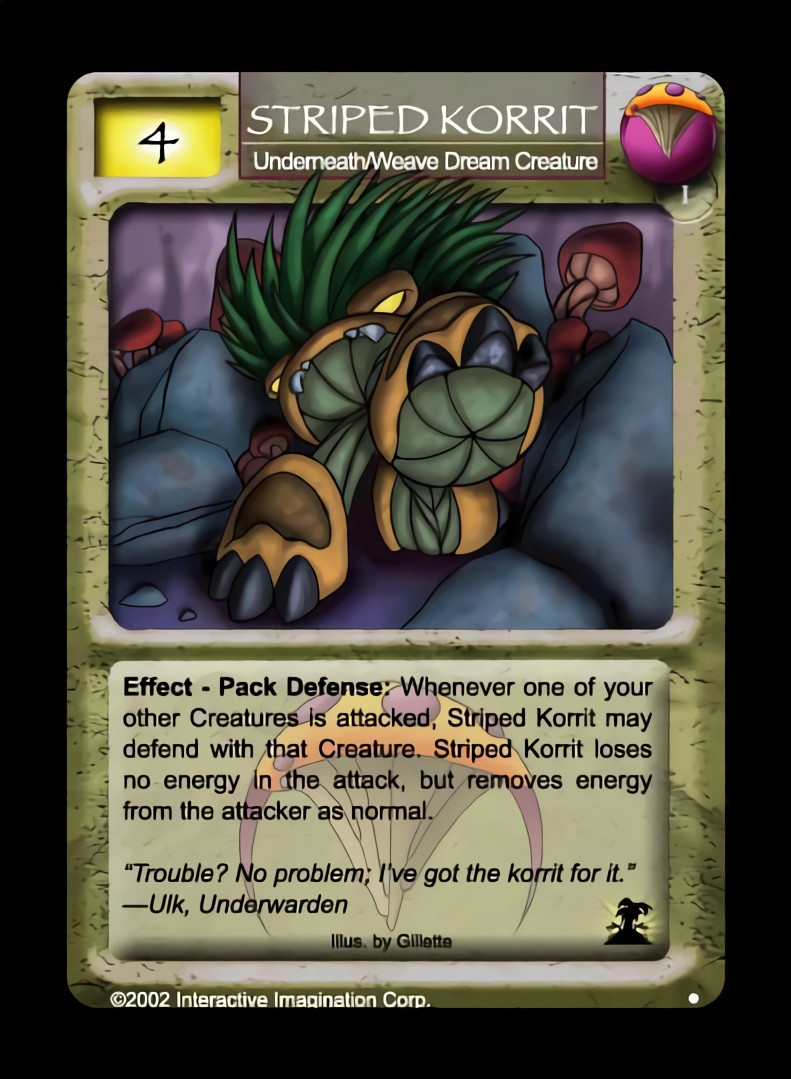 4
STRIPED KORRIT
Underneath/Weave Dream Creature
1
Effect - Pack Defense: Whenever one of your
other Creatures is attacked, Striped Korrit may
defend with that Creature. Striped Korrit loses
no energy in the attack, but removes energy
from the attacker as normal.
“Trouble? No problem; I’ve got the korrit for it.”
—Ulk, Underwarden
Illus. by Gillette
©2002 Interactive Imagination Corp.